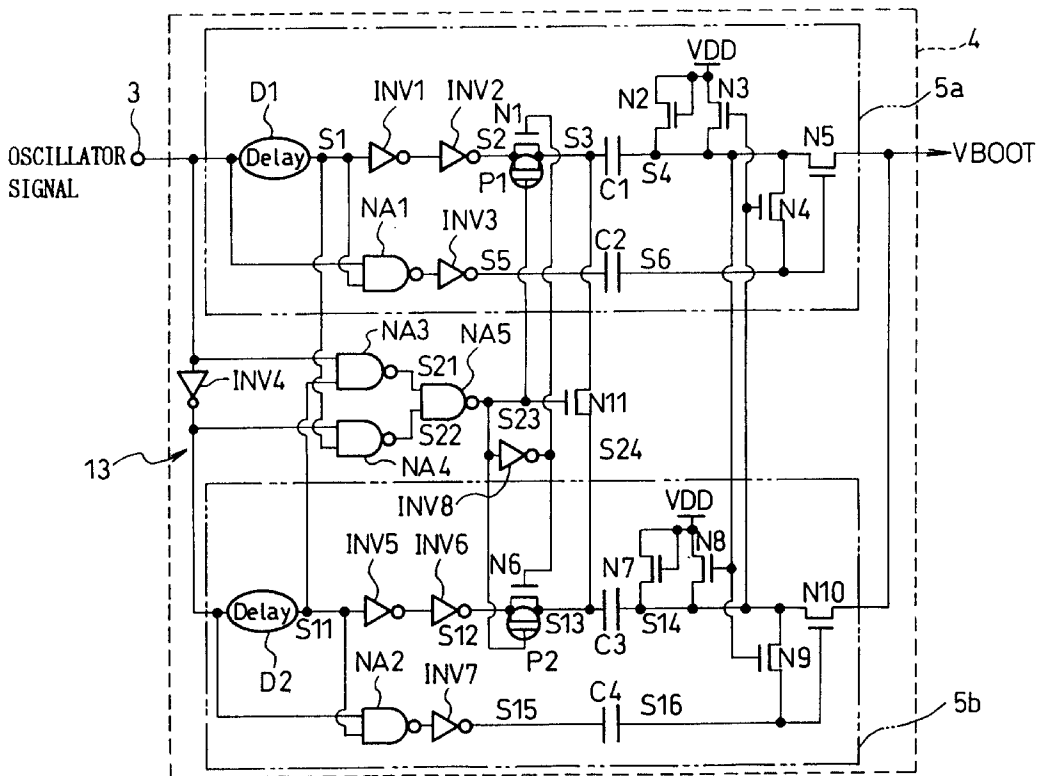 4
VDD
3
D1
INV1
INV2
N1
N2
N3
5a
OSCILLATOR
SIGNAL
Delay
S1
S2
S3
P1
C1
S4
N5
VBOOT
NA1
INV3
N4
S5
C2
S6
NA3
NA5
INV4
S21
S22
S23
N11
S24
13
NA4
INV8
VDD
INV5
INV6
N6
N7
N8
N10
Delay
S11
S12
S13
P2
C3
S14
D2
NA2
INV7
N9
S15
C4
S16
5b